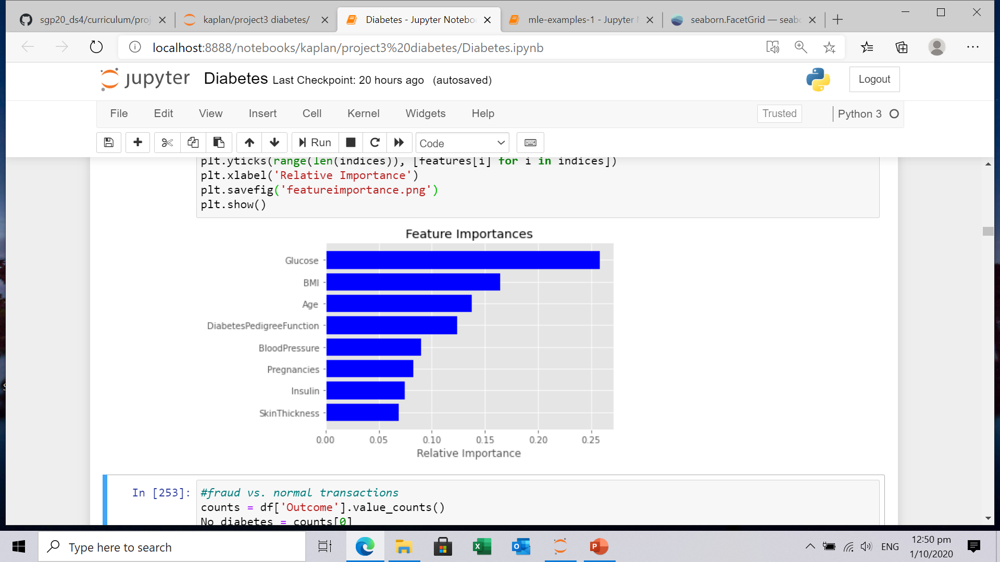 sgp20_ds4/curriculum/proj
kaplan/project3 diabetes/
Diabetes - Jupyter Notebo
mle-examples-1 - Jupyter N
seaborn.FacetGrid — seabo
localhost:8888/notebooks/kaplan/project3%20diabetes/Diabetes.ipynb
jupyter Diabetes Last Checkpoint: 20 hours ago (autosaved)
Logout
File Edit View Insert Cell Kernel Widgets Help
Trusted
Python 3
Run
Code
plt.yticks(range(len(indices)), [features[i] for i in indices])
plt.xlabel('Relative Importance')
plt.savefig('featureimportance.png')
plt.show()
Feature Importances
Glucose
BMI
Age
DiabetesPedigreeFunction
BloodPressure
Pregnancies
Insulin
SkinThickness
0.00 0.05 0.10 0.15 0.20 0.25
Relative Importance
In [253]:
#fraud vs. normal transactions
counts = df['Outcome'].value_counts()
No_diabetes = counts[0]
Type here to search
ENG
12:50 pm
1/10/2020